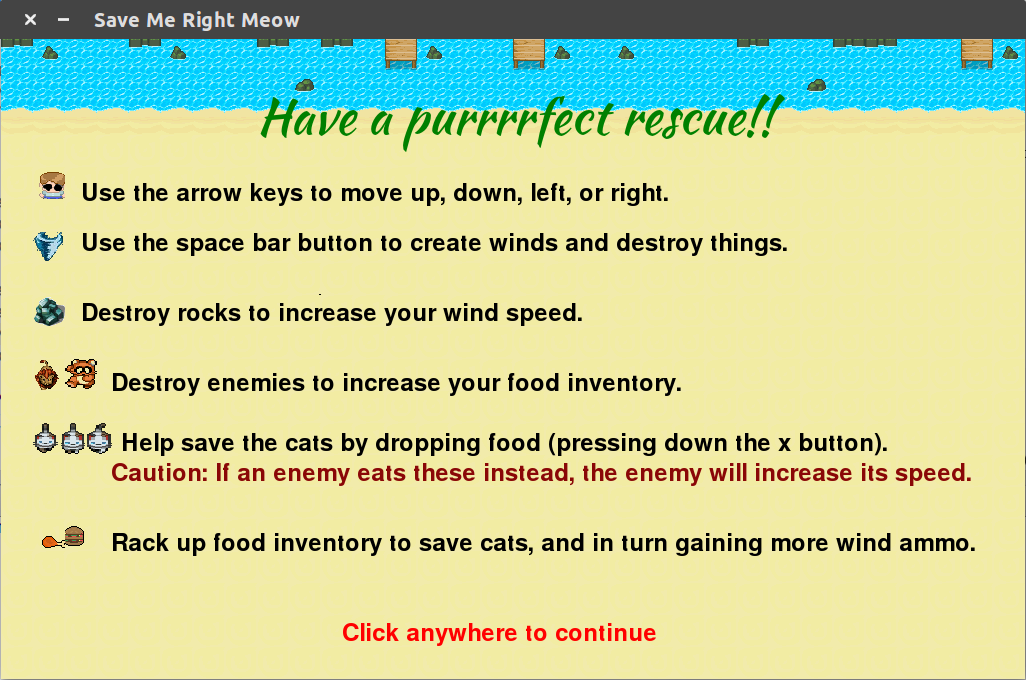 Save Me Right Meow
Have a purrrrfect rescue!!
Use the arrow keys to move up, down, left, or right.
Use the space bar button to create winds and destroy things.
Destroy rocks to increase your wind speed.
Destroy enemies to increase your food inventory.
Help save the cats by dropping food (pressing down the x button).
Caution: If an enemy eats these instead, the enemy will increase its speed.
Rack up food inventory to save cats, and in turn gaining more wind ammo.
Click anywhere to continue